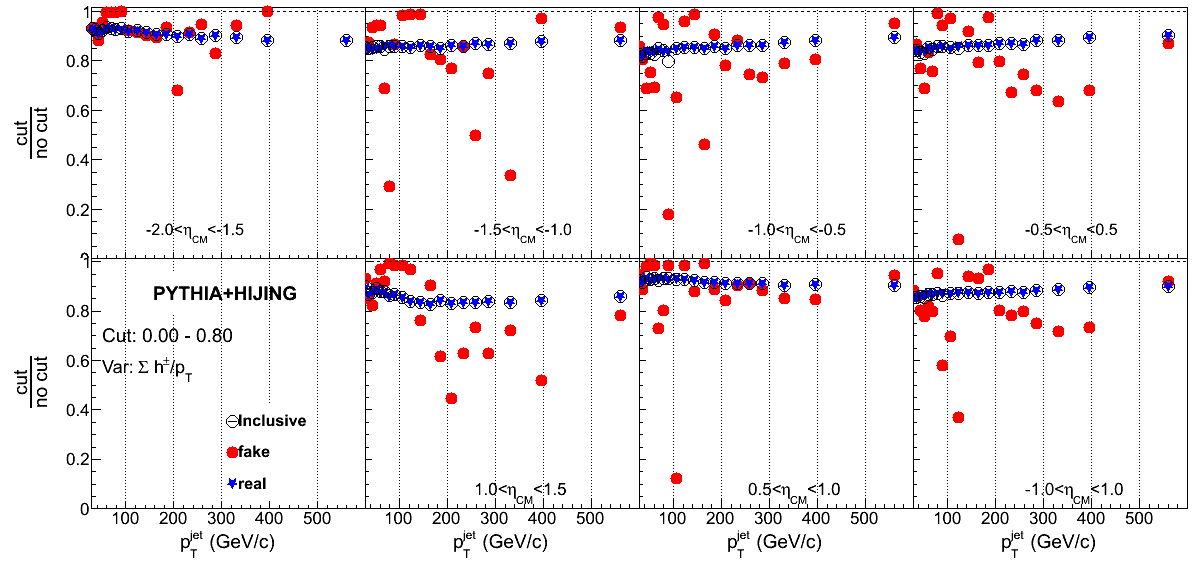 1
0.8
0.6
0.4
0.2
cut
no cut
-2.0<η_CM<-1.5
-1.5<η_CM<-1.0
-1.0<η_CM<-0.5
-0.5<η_CM<0.5
1
0.8
0.6
0.4
0.2
0
cut
no cut
PYTHIA+HIJING
Cut: 0.00 - 0.80
Var: Σ h^±/p_T
Inclusive
fake
real
1.0<η_CM<1.5
0.5<η_CM<1.0
-1.0<η_CM<1.0
100 200 300 400 500
100 200 300 400 500
100 200 300 400 500
100 200 300 400 500
p_T^jet (GeV/c)
p_T^jet (GeV/c)
p_T^jet (GeV/c)
p_T^jet (GeV/c)